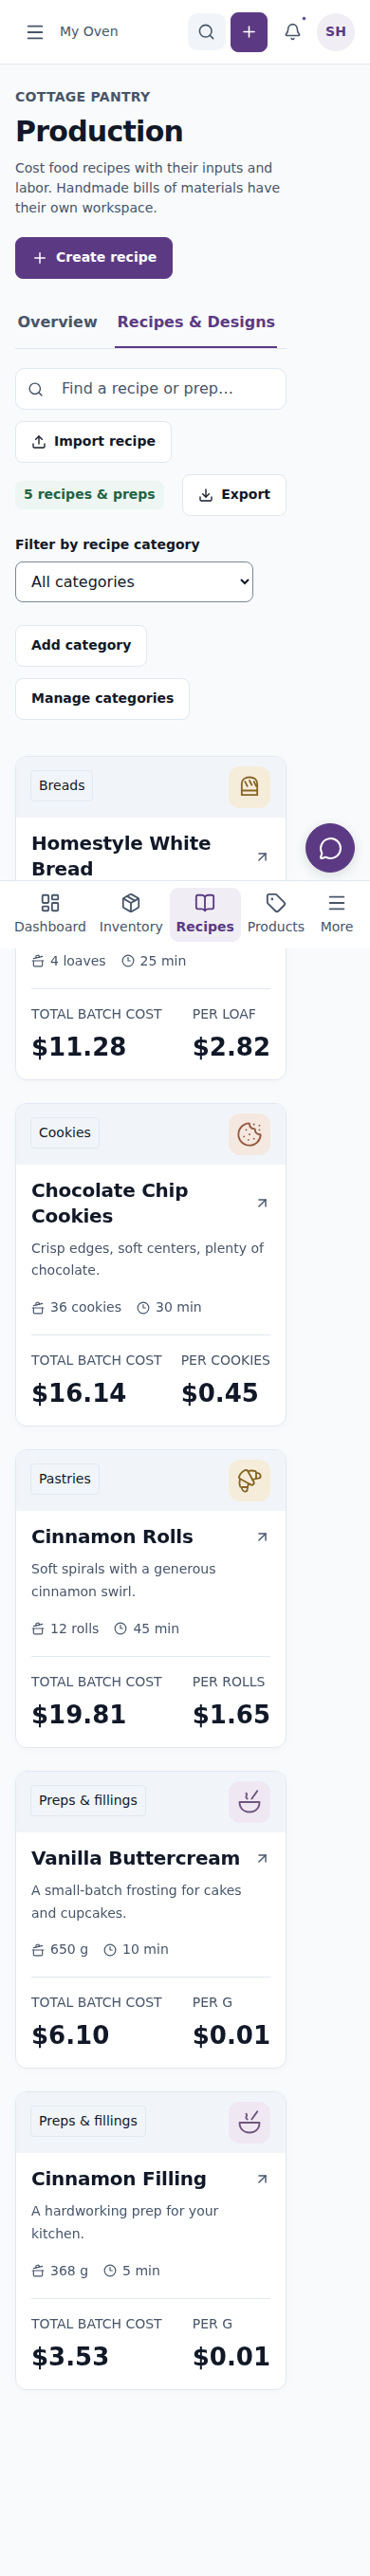 My Oven
SH
COTTAGE PANTRY
Production
Cost food recipes with their inputs and
labor. Handmade bills of materials have
their own workspace.
Create recipe
Overview Recipes & Designs
Find a recipe or prep...
Import recipe
5 recipes & preps Export
Filter by recipe category
All categories
Add category
Manage categories
Breads
Homestyle White
Bread
Dashboard Inventory Recipes Products More
4 loaves 25 min
TOTAL BATCH COST PER LOAF
$11.28 $2.82
Cookies
Chocolate Chip
Cookies
Crisp edges, soft centers, plenty of
chocolate.
36 cookies 30 min
TOTAL BATCH COST PER COOKIES
$16.14 $0.45
Pastries
Cinnamon Rolls
Soft spirals with a generous
cinnamon swirl.
12 rolls 45 min
TOTAL BATCH COST PER ROLLS
$19.81 $1.65
Preps & fillings
Vanilla Buttercream
A small-batch frosting for cakes
and cupcakes.
650 g 10 min
TOTAL BATCH COST PER G
$6.10 $0.01
Preps & fillings
Cinnamon Filling
A hardworking prep for your
kitchen.
368 g 5 min
TOTAL BATCH COST PER G
$3.53 $0.01